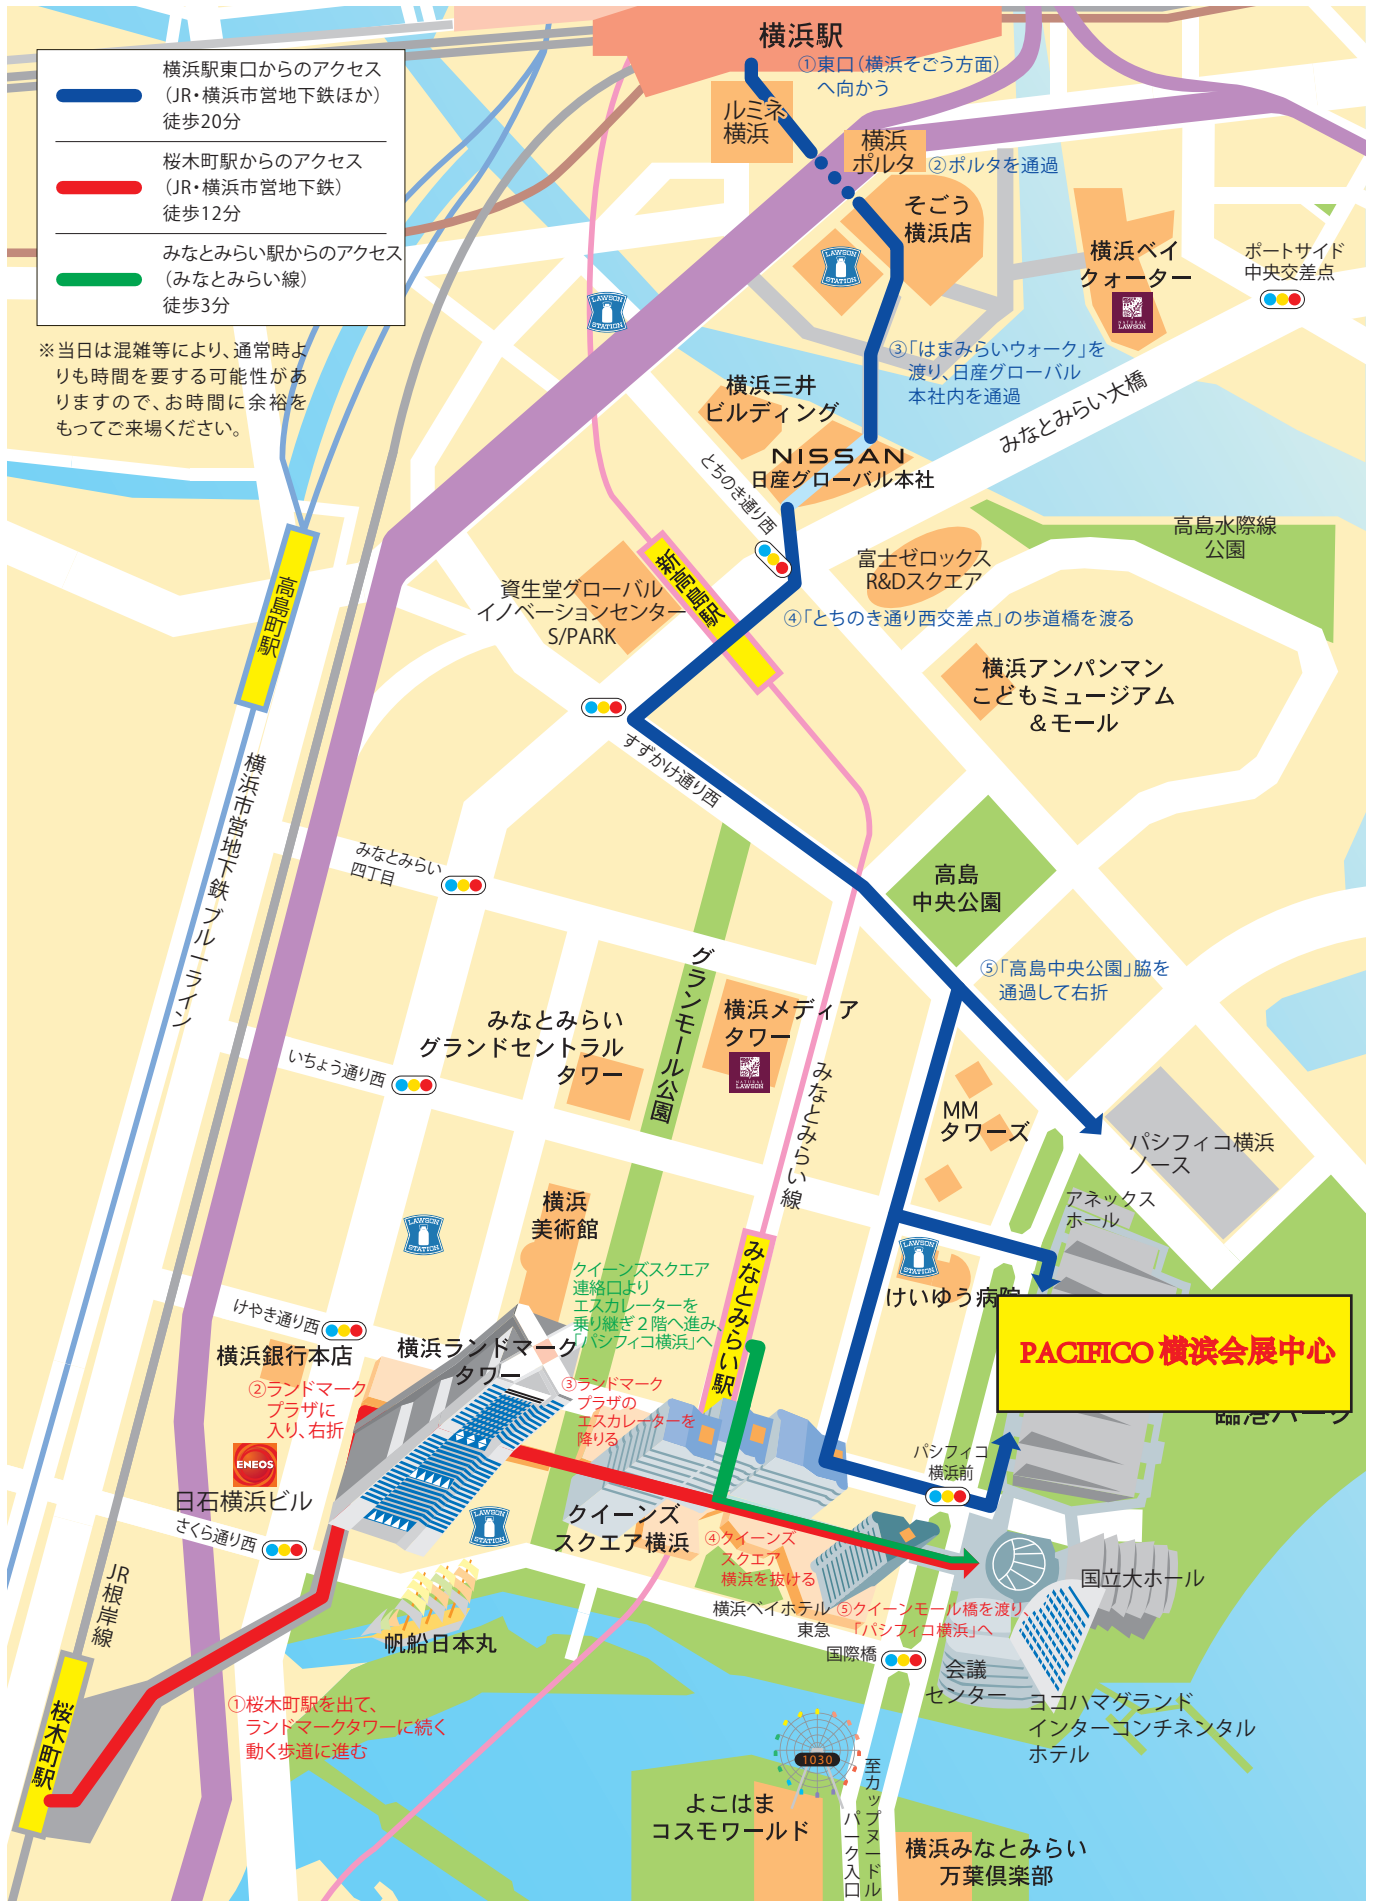 横浜駅東口からのアクセス
（JR・横浜市営地下鉄ほか）
徒歩20分
桜木町駅からのアクセス
（JR・横浜市営地下鉄）
徒歩12分
みなとみらい駅からのアクセス
（みなとみらい線）
徒歩3分
※当日は混雑等により、通常時よ
りも時間を要する可能性があ
りますので、お時間に余裕を
もってご来場ください。
横浜駅
①東口（横浜そごう方面）
へ向かう
ルミネ
横浜
横浜
ポルタ
②ポルタを通過
そごう
横浜店
LAWSON
STATION
横浜ベイ
クォーター
NATURAL
LAWSON
ポートサイド
中央交差点
LAWSON
STATION
③「はまみらいウォーク」を
渡り、日産グローバル
本社内を通過
横浜三井
ビルディング
みなとみらい大橋
NISSAN
日産グローバル本社
とちのき通り西
高島水際線
公園
富士ゼロックス
R&Dスクエア
新高島駅
高島町駅
資生堂グローバル
イノベーションセンター
S/PARK
④「とちのき通り西交差点」の歩道橋を渡る
横浜アンパンマン
こどもミュージアム
＆モール
すずかけ通り西
横浜市営地下鉄 ブルーライン
みなとみらい
四丁目
高島
中央公園
グランモール公園
⑤「高島中央公園」脇を
通過して右折
横浜メディア
タワー
NATURAL
LAWSON
みなとみらい
グランドセントラル
タワー
いちょう通り西
みなとみらい線
MM
タワーズ
パシフィコ横浜
ノース
アネックス
ホール
横浜
美術館
LAWSON
STATION
みなとみらい駅
LAWSON
STATION
けいゆう病院
クイーンズスクエア
連絡口より
エスカレーターを
乗り継ぎ２階へ進み、
「パシフィコ横浜」へ
けやき通り西
横浜銀行本店
横浜ランドマーク
タワー
PACIFICO 横滨会展中心
臨港パーク
②ランドマーク
プラザに
入り、右折
③ランドマーク
プラザの
エスカレーターを
降りる
ENEOS
日石横浜ビル
パシフィコ
横浜前
さくら通り西
LAWSON
STATION
クイーンズ
スクエア横浜
④クイーンズ
スクエア
横浜を抜ける
JR根岸線
国立大ホール
帆船日本丸
横浜ベイホテル
東急
⑤クイーンモール橋を渡り、
「パシフィコ横浜」へ
国際橋
会議
センター
桜木町駅
①桜木町駅を出て、
ランドマークタワーに続く
動く歩道に進む
ヨコハマグランド
インターコンチネンタル
ホテル
1030
よこはま
コスモワールド
至カップヌードル
パーク入口
横浜みなとみらい
万葉倶楽部